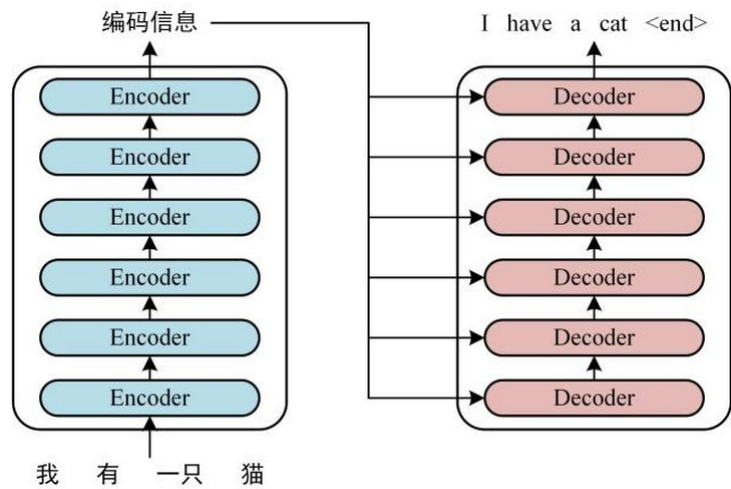 编码信息
I have a cat <end>
Encoder
Decoder
Encoder
Decoder
Encoder
Decoder
Encoder
Decoder
Encoder
Decoder
Encoder
Decoder
我 有 一只 猫